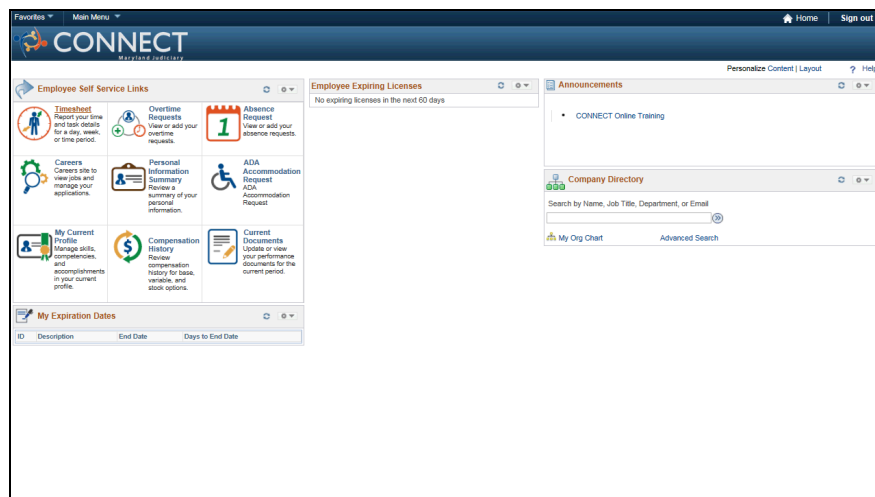 Favorites Main Menu Home Sign out
CONNECT
Maryland Judiciary
Personalize Content | Layout ? Help
Employee Self Service Links
Timesheet
Report your time
and task details
for a day, week,
or time period.
Overtime
Requests
View or add your
overtime
requests.
1
Absence
Request
View or add your
absence requests.
Careers
Careers site to
view jobs and
manage your
applications.
Personal
Information
Summary
Review a
summary of your
personal
information.
ADA
Accommodation
Request
ADA
Accommodation
Request
My Current
Profile
Manage skills,
competencies,
and
accomplishments
in your current
profile.
$
Compensation
History
Review
compensation
history for base,
variable, and
stock options.
Current
Documents
Update or view
your performance
documents for the
current period.
My Expiration Dates
ID Description End Date Days to End Date
Employee Expiring Licenses
No expiring licenses in the next 60 days
Announcements
• CONNECT Online Training
Company Directory
Search by Name, Job Title, Department, or Email
My Org Chart Advanced Search